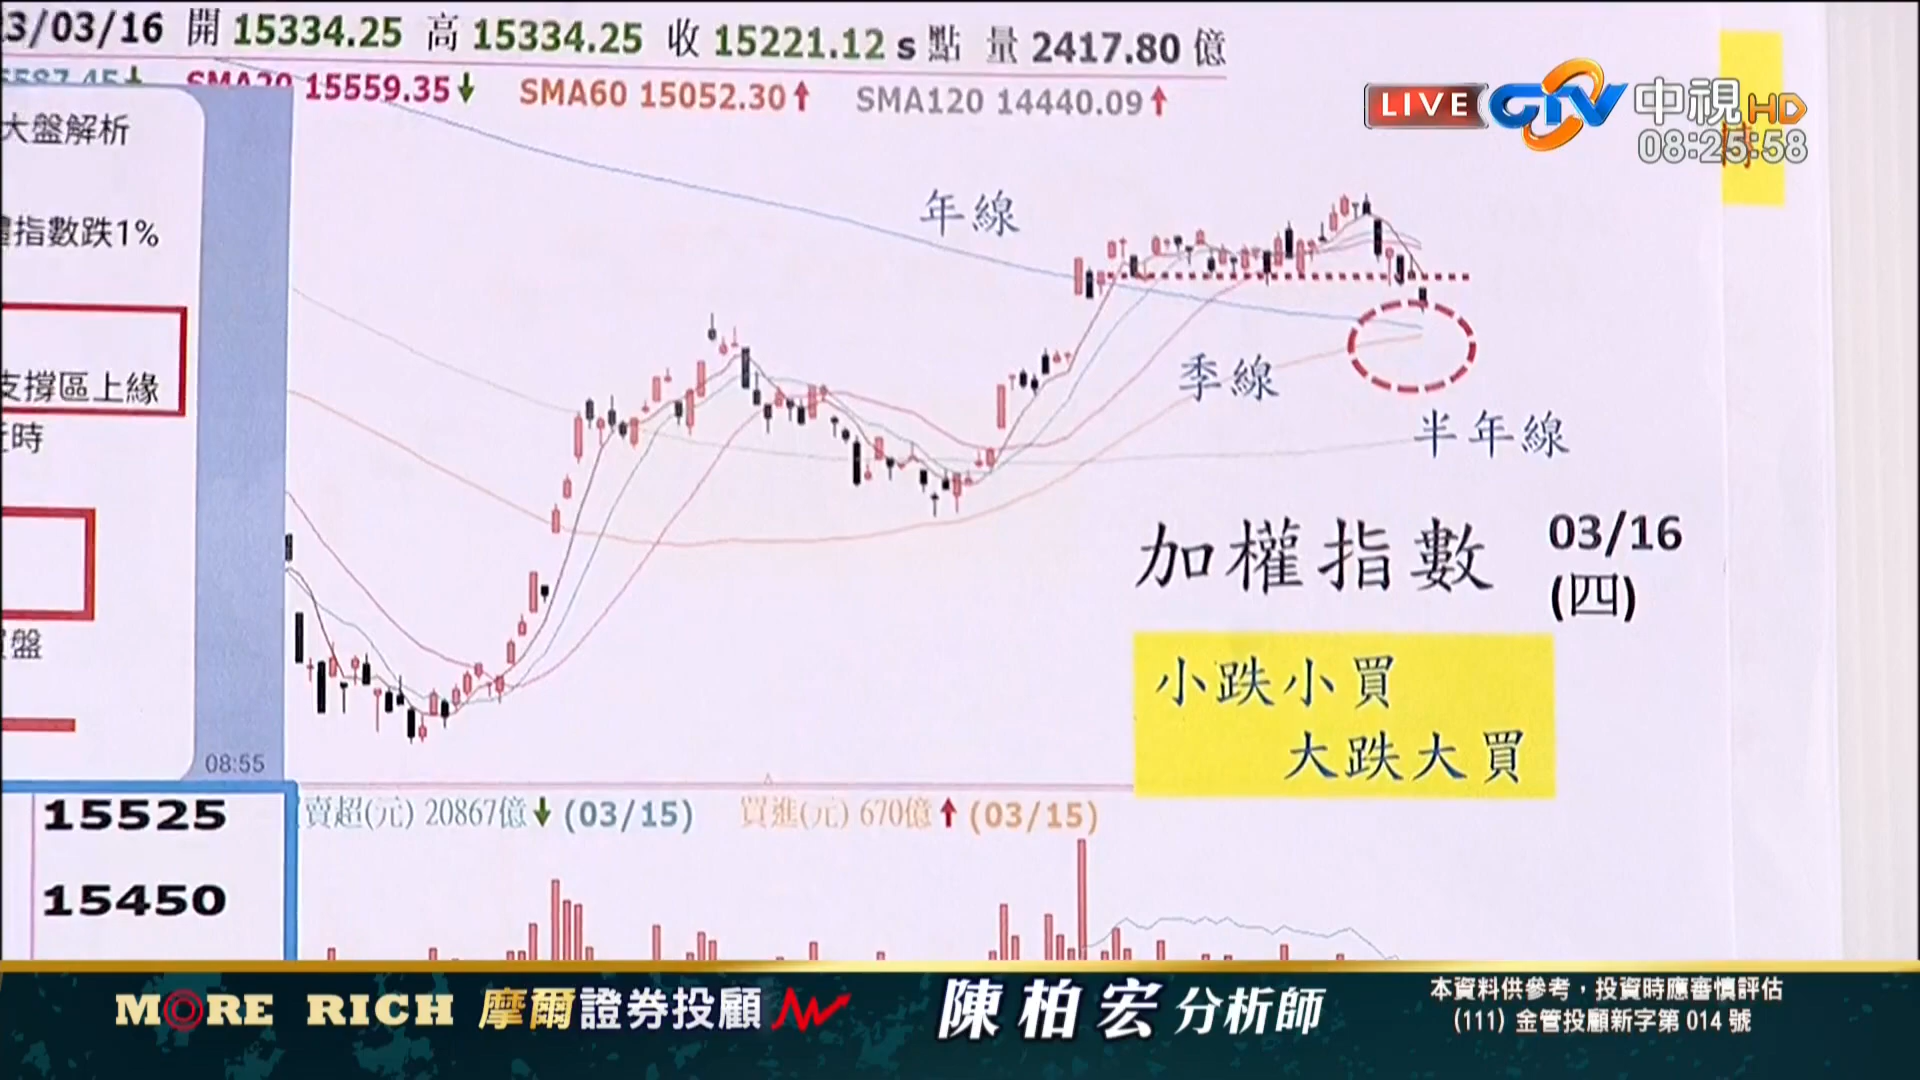 3/03/16 開 15334.25 高 15334.25 收 15221.12 s 點 量 2417.80 億
SMA20 15559.35↓ SMA60 15052.30↑ SMA120 14440.09↑
LIVE CTV 中視 HD
08:25:58
大盤解析
指數跌1%
支撐區上緣
時
盤
08:55
年線
季線
半年線
加權指數 03/16
(四)
小跌小買
大跌大買
15525
15450
賣超(元) 20867億↓ (03/15) 買進(元) 670億↑ (03/15)
MORE RICH 摩爾證券投顧 陳柏宏 分析師
本資料供參考，投資時應審慎評估
(111) 金管投顧新字第 014 號